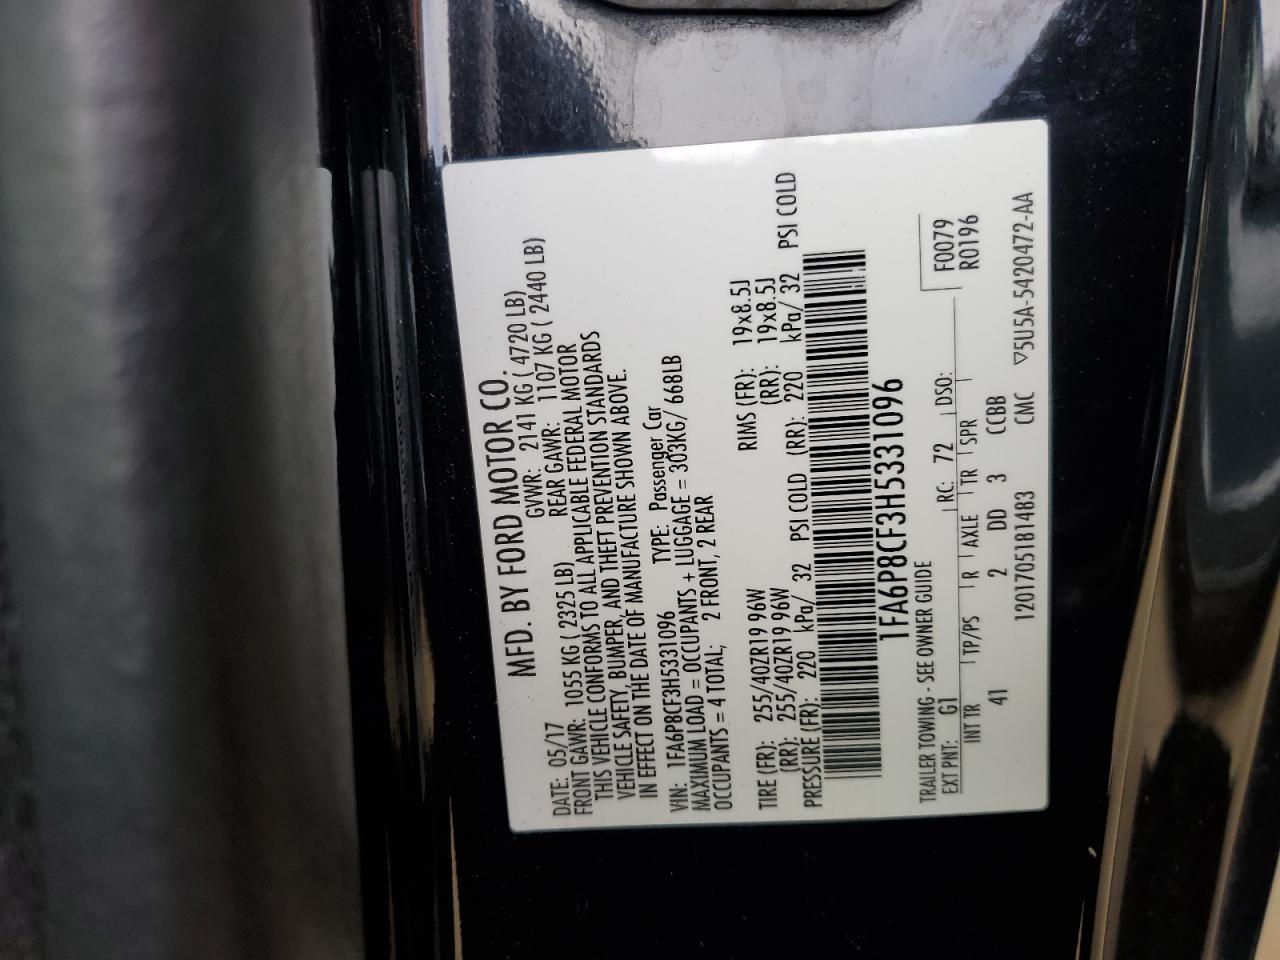 MFD. BY FORD MOTOR CO.
DATE: 05/17 GVWR: 2141 KG ( 4720 LB)
FRONT GAWR: 1055 KG ( 2325 LB) REAR GAWR: 1107 KG ( 2440 LB)
THIS VEHICLE CONFORMS TO ALL APPLICABLE FEDERAL MOTOR
VEHICLE SAFETY, BUMPER, AND THEFT PREVENTION STANDARDS
IN EFFECT ON THE DATE OF MANUFACTURE SHOWN ABOVE.
VIN: 1FA6P8CF3H5331096 TYPE: Passenger Car
MAXIMUM LOAD = OCCUPANTS + LUGGAGE = 303KG/ 668LB
OCCUPANTS = 4 TOTAL; 2 FRONT, 2 REAR
TIRE (FR): 255/40ZR19 96W RIMS (FR): 19x8.5J
(RR): 255/40ZR19 96W (RR): 19x8.5J
PRESSURE (FR): 220 kPa/ 32 PSI COLD (RR): 220 kPa/ 32 PSI COLD
1FA6P8CF3H5331096
TRAILER TOWING - SEE OWNER GUIDE
F0079
EXT PNT: G1 RC: 72 DSO: R0196
INT TR TP/PS R AXLE TR SPR
41 2 DD 3 CCBB
1201705181483 CMC ▽5U5A-5420472-AA